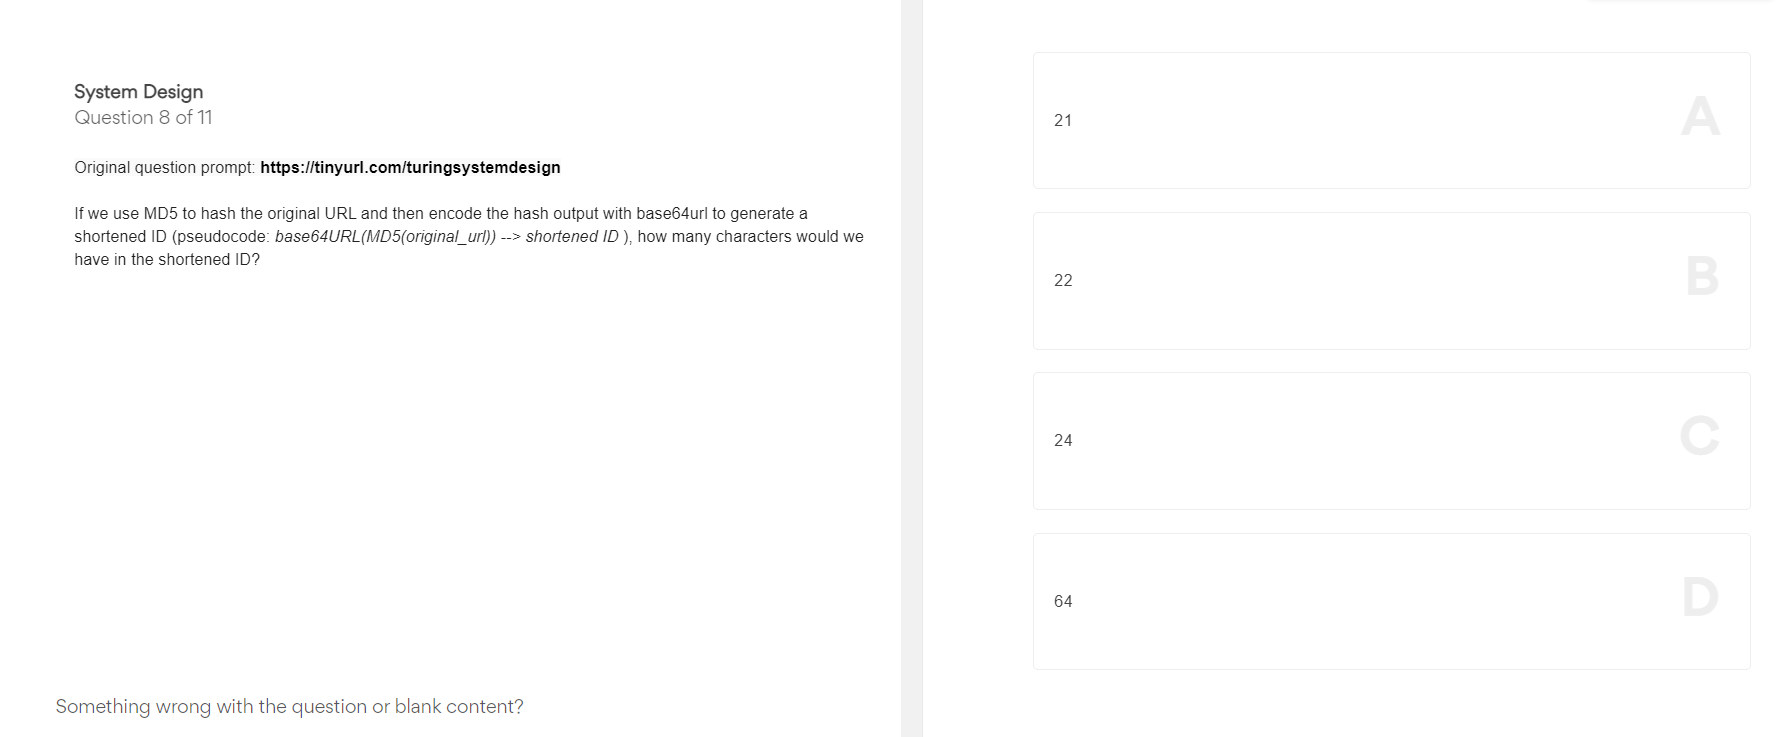 System Design
Question 8 of 11
Original question prompt: https://tinyurl.com/turingsystemdesign
If we use MD5 to hash the original URL and then encode the hash output with base64url to generate a
shortened ID (pseudocode: base64URL(MD5(original_url)) --> shortened ID ), how many characters would we
have in the shortened ID?
Something wrong with the question or blank content?
21
A
22
B
24
C
64
D